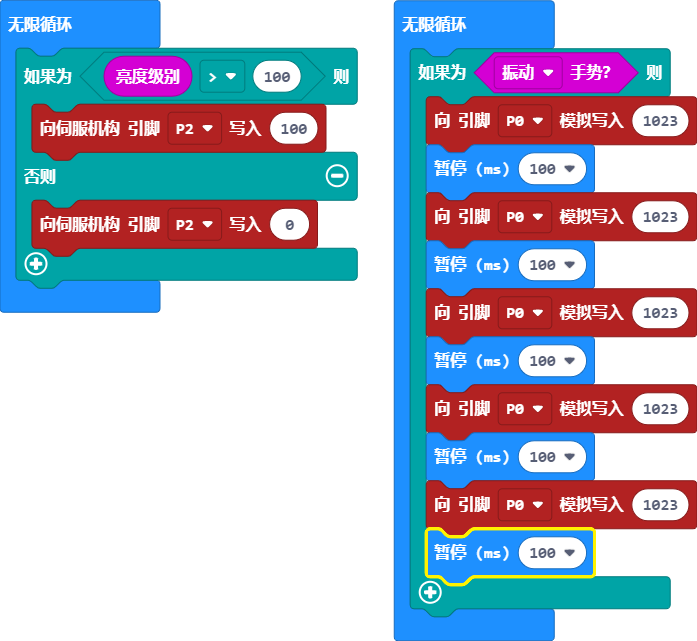 无限循环
如果为 亮度级别 > 100 则
向伺服机构 引脚 P2 写入 100
否则
向伺服机构 引脚 P2 写入 0
无限循环
如果为 振动 手势? 则
向 引脚 P0 模拟写入 1023
暂停 (ms) 100
向 引脚 P0 模拟写入 1023
暂停 (ms) 100
向 引脚 P0 模拟写入 1023
暂停 (ms) 100
向 引脚 P0 模拟写入 1023
暂停 (ms) 100
向 引脚 P0 模拟写入 1023
暂停 (ms) 100